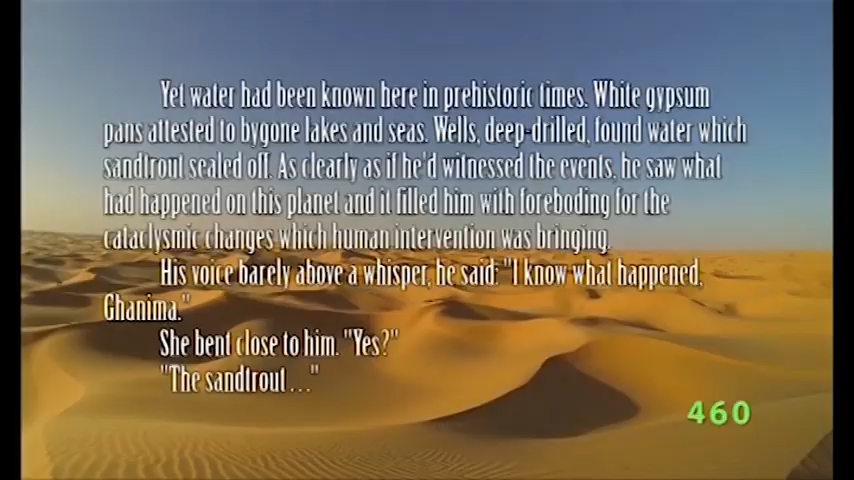 Yet water had been known here in prehistoric times. White gypsum
pans attested to bygone lakes and seas. Wells, deep-drilled, found water which
sandtrout sealed off. As clearly as if he'd witnessed the events, he saw what
had happened on this planet and it filled him with foreboding for the
cataclysmic changes which human intervention was bringing.
His voice barely above a whisper, he said: "I know what happened,
Ghanima."
She bent close to him. "Yes?"
"The sandtrout . . ."
460